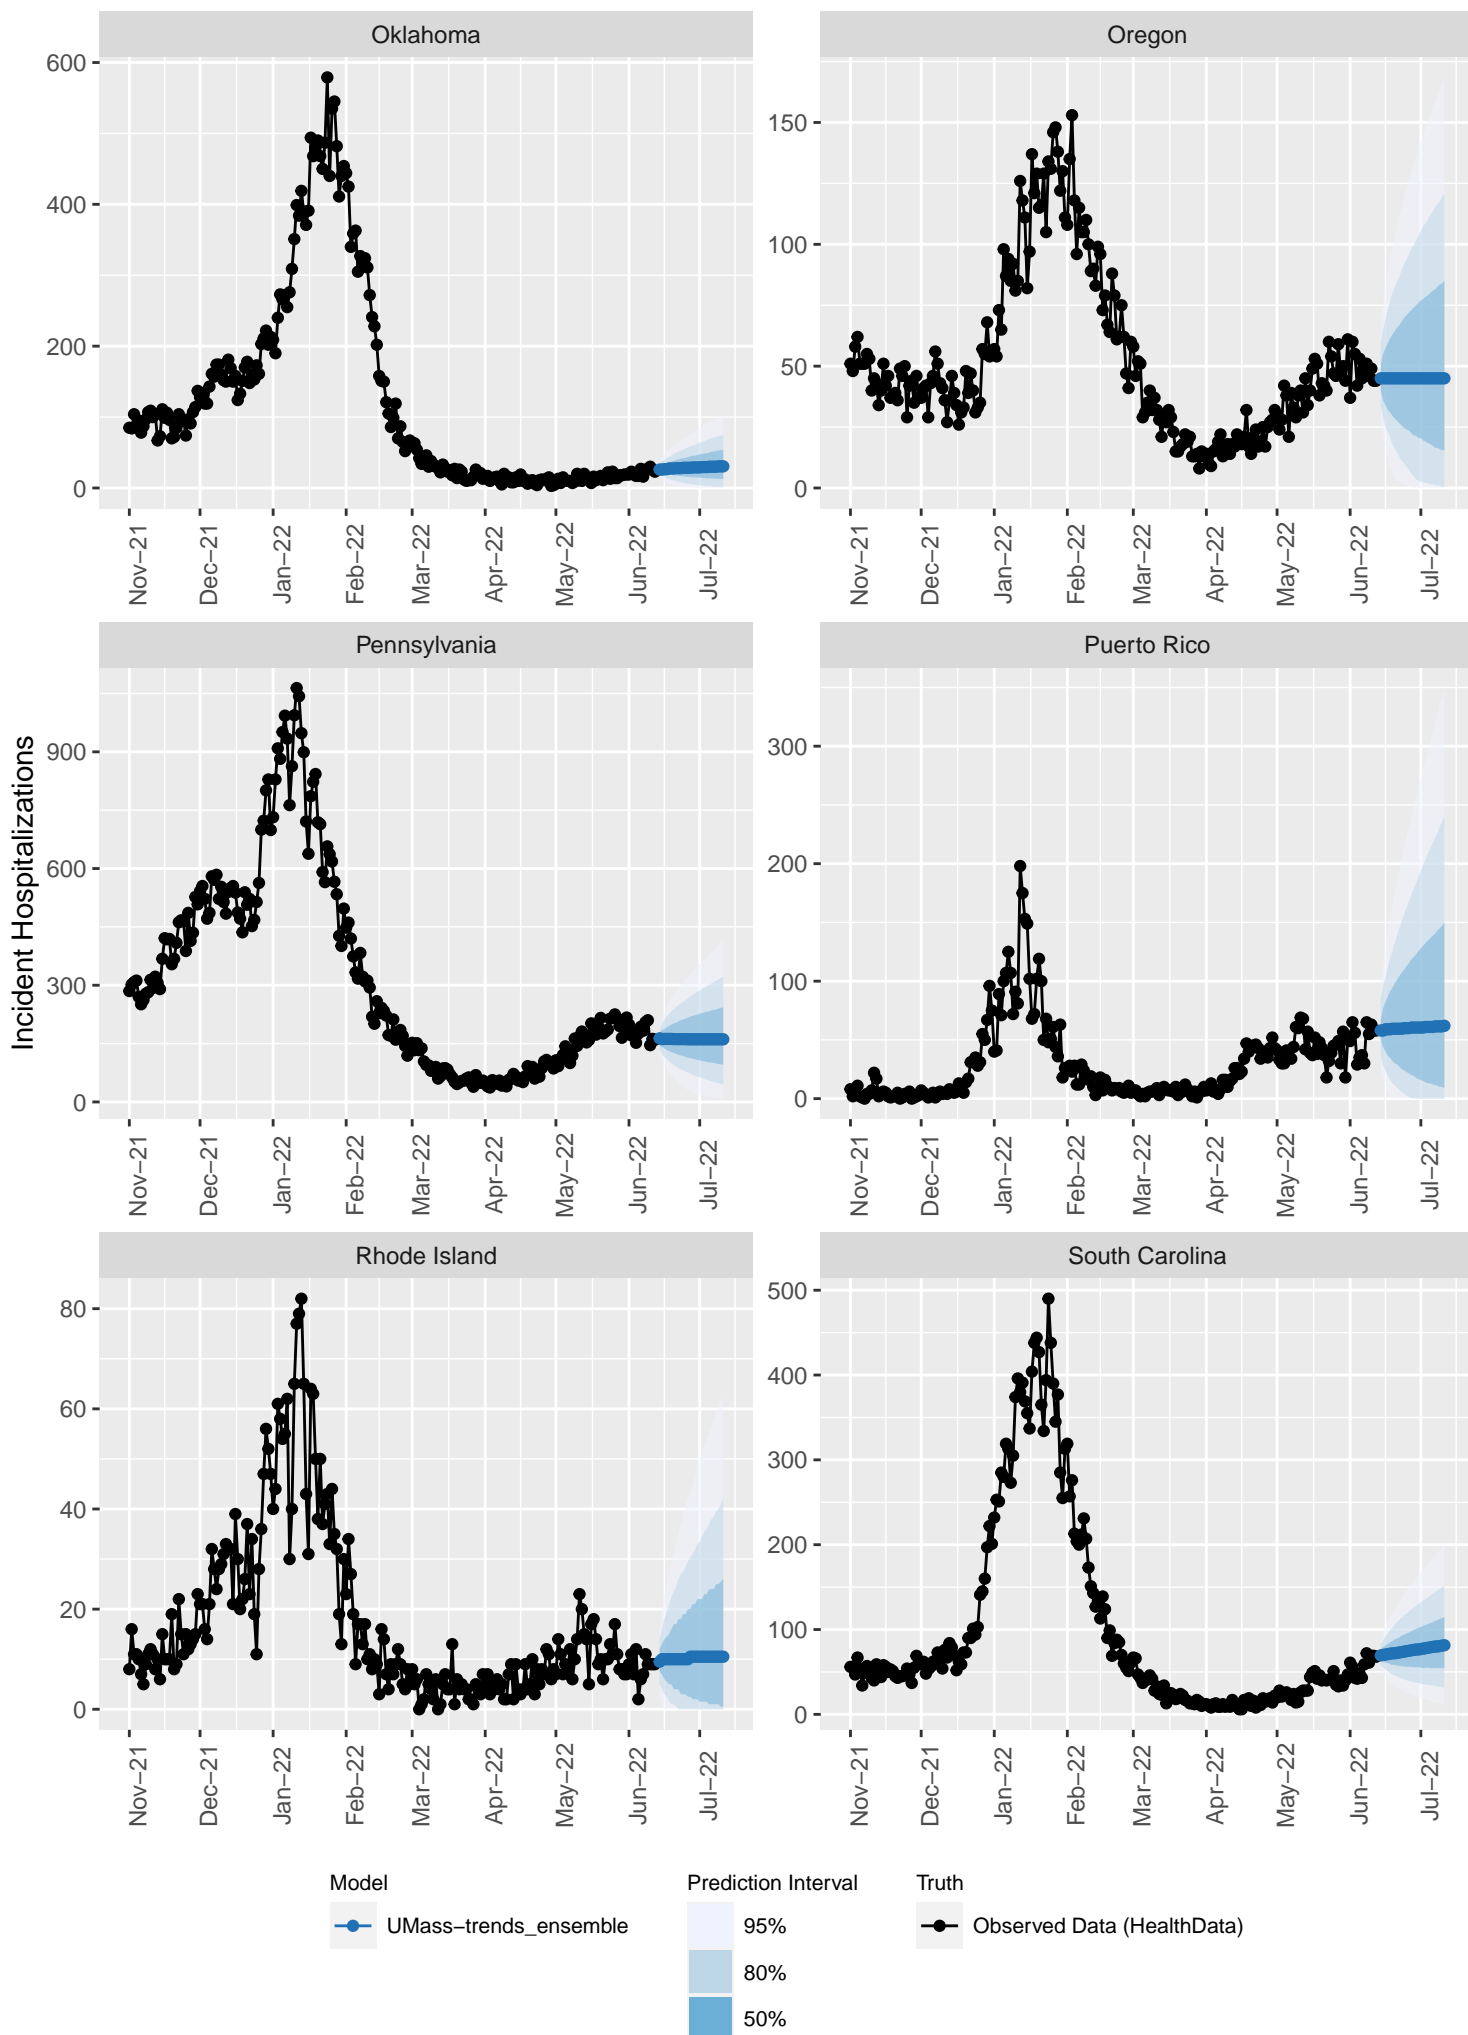 Oklahoma
Oregon
600
400
200
0
150
100
50
0
Nov−21
Dec−21
Jan−22
Feb−22
Mar−22
Apr−22
May−22
Jun−22
Jul−22
Nov−21
Dec−21
Jan−22
Feb−22
Mar−22
Apr−22
May−22
Jun−22
Jul−22
Pennsylvania
Puerto Rico
Incident Hospitalizations
900
600
300
0
300
200
100
0
Nov−21
Dec−21
Jan−22
Feb−22
Mar−22
Apr−22
May−22
Jun−22
Jul−22
Nov−21
Dec−21
Jan−22
Feb−22
Mar−22
Apr−22
May−22
Jun−22
Jul−22
Rhode Island
South Carolina
80
60
40
20
0
500
400
300
200
100
0
Nov−21
Dec−21
Jan−22
Feb−22
Mar−22
Apr−22
May−22
Jun−22
Jul−22
Nov−21
Dec−21
Jan−22
Feb−22
Mar−22
Apr−22
May−22
Jun−22
Jul−22
Model
UMass−trends_ensemble
Prediction Interval
95%
80%
50%
Truth
Observed Data (HealthData)